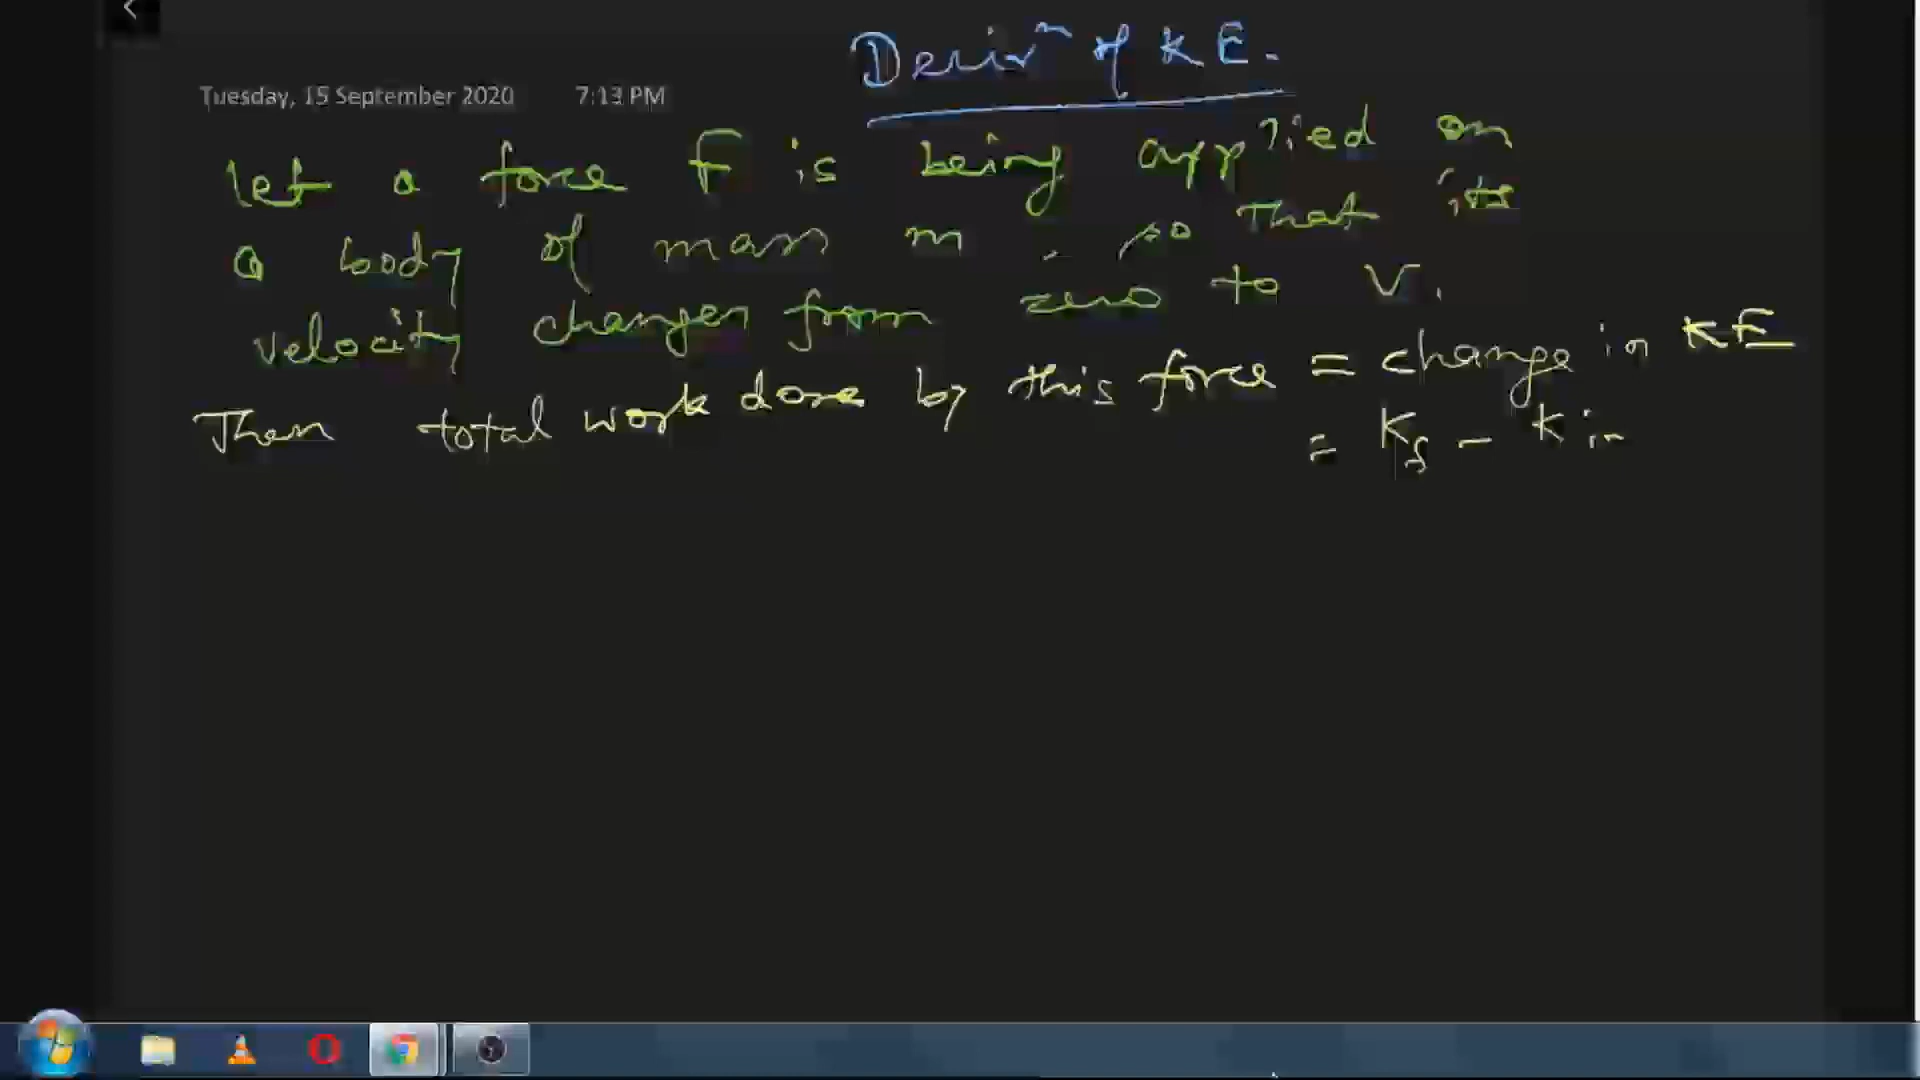 Derivn of KE.
Tuesday, 15 September 2020 7:13 PM
let a force F is being applied on
a body of mass m . so that its
velocity changes from zero to V.
Then total work done by this force = change in KE
= Kf - Kin